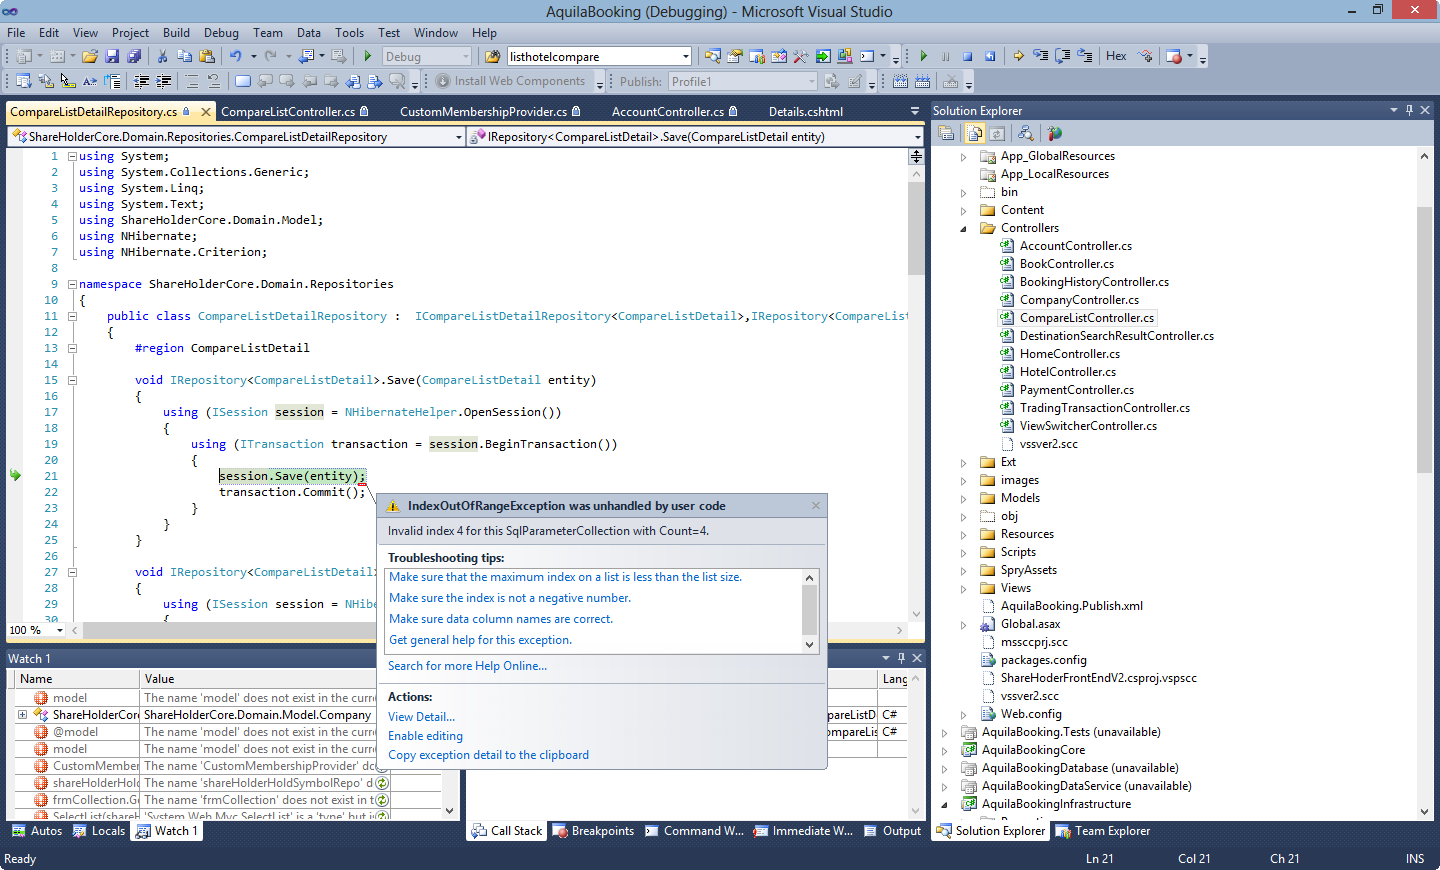 AquilaBooking (Debugging) - Microsoft Visual Studio
File Edit View Project Build Debug Team Data Tools Test Window Help
Debug listhotelcompare Hex
Install Web Components Publish: Profile1
CompareListDetailRepository.cs CompareListController.cs CustomMembershipProvider.cs AccountController.cs Details.cshtml
ShareHolderCore.Domain.Repositories.CompareListDetailRepository IRepository<CompareListDetail>.Save(CompareListDetail entity)
1 using System;
2 using System.Collections.Generic;
3 using System.Linq;
4 using System.Text;
5 using ShareHolderCore.Domain.Model;
6 using NHibernate;
7 using NHibernate.Criterion;
8
9 namespace ShareHolderCore.Domain.Repositories
10 {
11 public class CompareListDetailRepository : ICompareListDetailRepository<CompareListDetail>,IRepository<CompareList
12 {
13 #region CompareListDetail
14
15 void IRepository<CompareListDetail>.Save(CompareListDetail entity)
16 {
17 using (ISession session = NHibernateHelper.OpenSession())
18 {
19 using (ITransaction transaction = session.BeginTransaction())
20 {
21 session.Save(entity);
22 transaction.Commit();
23 }
24 }
25 }
26
27 void IRepository<CompareListDetail>
28 {
29 using (ISession session = NHibe
30 {
100 %
IndexOutOfRangeException was unhandled by user code
Invalid index 4 for this SqlParameterCollection with Count=4.
Troubleshooting tips:
Make sure that the maximum index on a list is less than the list size.
Make sure the index is not a negative number.
Make sure data column names are correct.
Get general help for this exception.
Search for more Help Online...
Actions:
View Detail...
Enable editing
Copy exception detail to the clipboard
Watch 1
Name Value
model The name 'model' does not exist in the curre
ShareHolderCore ShareHolderCore.Domain.Model.Company
@model The name 'model' does not exist in the curre
model The name 'model' does not exist in the curre
CustomMember The name 'CustomMembershipProvider' do
shareHolderHold The name 'shareHolderHoldSymbolRepo' d
frmCollection.Ge The name 'frmCollection' does not exist in t
SelectList(shareH 'System.Web.Mvc.SelectList' is a 'type' but i
Lang
pareListD C#
ompareLis C#
Autos Locals Watch 1
Call Stack Breakpoints Command W... Immediate W... Output
Solution Explorer
App_GlobalResources
App_LocalResources
bin
Content
Controllers
AccountController.cs
BookController.cs
BookingHistoryController.cs
CompanyController.cs
CompareListController.cs
DestinationSearchResultController.cs
HomeController.cs
HotelController.cs
PaymentController.cs
TradingTransactionController.cs
ViewSwitcherController.cs
vssver2.scc
Ext
images
Models
obj
Resources
Scripts
SpryAssets
Views
AquilaBooking.Publish.xml
Global.asax
mssccprj.scc
packages.config
ShareHoderFrontEndV2.csproj.vspscc
vssver2.scc
Web.config
AquilaBooking.Tests (unavailable)
AquilaBookingCore
AquilaBookingDatabase (unavailable)
AquilaBookingDataService (unavailable)
AquilaBookingInfrastructure
Solution Explorer Team Explorer
Ready Ln 21 Col 21 Ch 21 INS